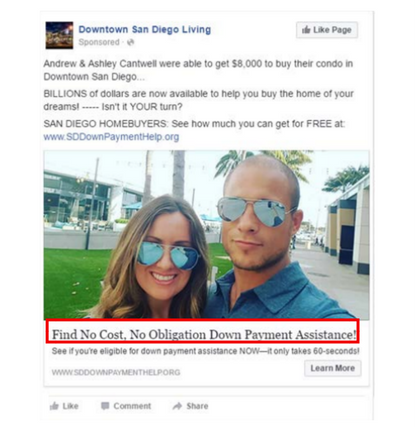 Downtown San Diego Living
Like Page
Sponsored ·
Andrew & Ashley Cantwell were able to get $8,000 to buy their condo in
Downtown San Diego...
BILLIONS of dollars are now available to help you buy the home of your
dreams! ----- Isn't it YOUR turn?
SAN DIEGO HOMEBUYERS: See how much you can get for FREE at:
www.SDDownPaymentHelp.org
Find No Cost, No Obligation Down Payment Assistance!
See if you're eligible for down payment assistance NOW—it only takes 60-seconds!
WWW.SDDOWNPAYMENTHELP.ORG
Learn More
Like Comment Share